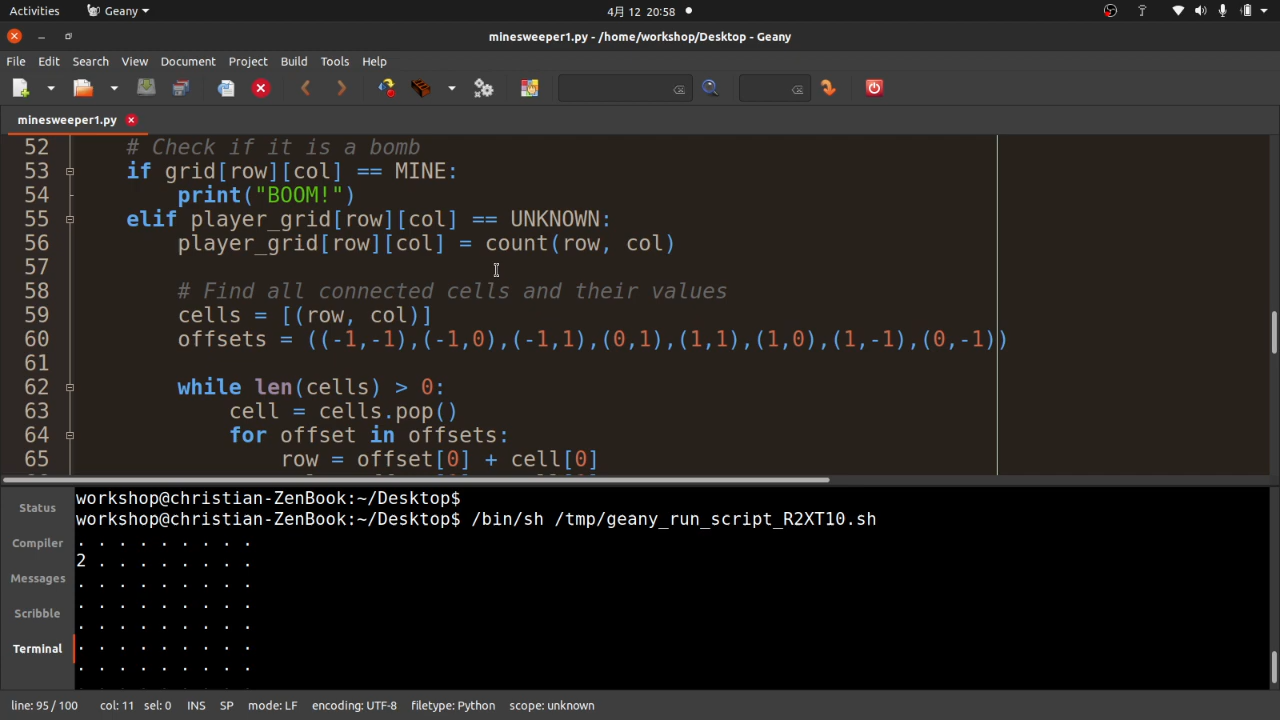 Activities Geany 4月 12 20:58
minesweeper1.py - /home/workshop/Desktop - Geany
File Edit Search View Document Project Build Tools Help
minesweeper1.py
52 # Check if it is a bomb
53 if grid[row][col] == MINE:
54 print("BOOM!")
55 elif player_grid[row][col] == UNKNOWN:
56 player_grid[row][col] = count(row, col)
57
58 # Find all connected cells and their values
59 cells = [(row, col)]
60 offsets = ((-1,-1),(-1,0),(-1,1),(0,1),(1,1),(1,0),(1,-1),(0,-1))
61
62 while len(cells) > 0:
63 cell = cells.pop()
64 for offset in offsets:
65 row = offset[0] + cell[0]
Status
Compiler
Messages
Scribble
Terminal
workshop@christian-ZenBook:~/Desktop$
workshop@christian-ZenBook:~/Desktop$ /bin/sh /tmp/geany_run_script_R2XT10.sh
. . . . . . . . .
2 . . . . . . . .
. . . . . . . . .
. . . . . . . . .
. . . . . . . . .
. . . . . . . . .
. . . . . . . . .
line: 95 / 100 col: 11 sel: 0 INS SP mode: LF encoding: UTF-8 filetype: Python scope: unknown